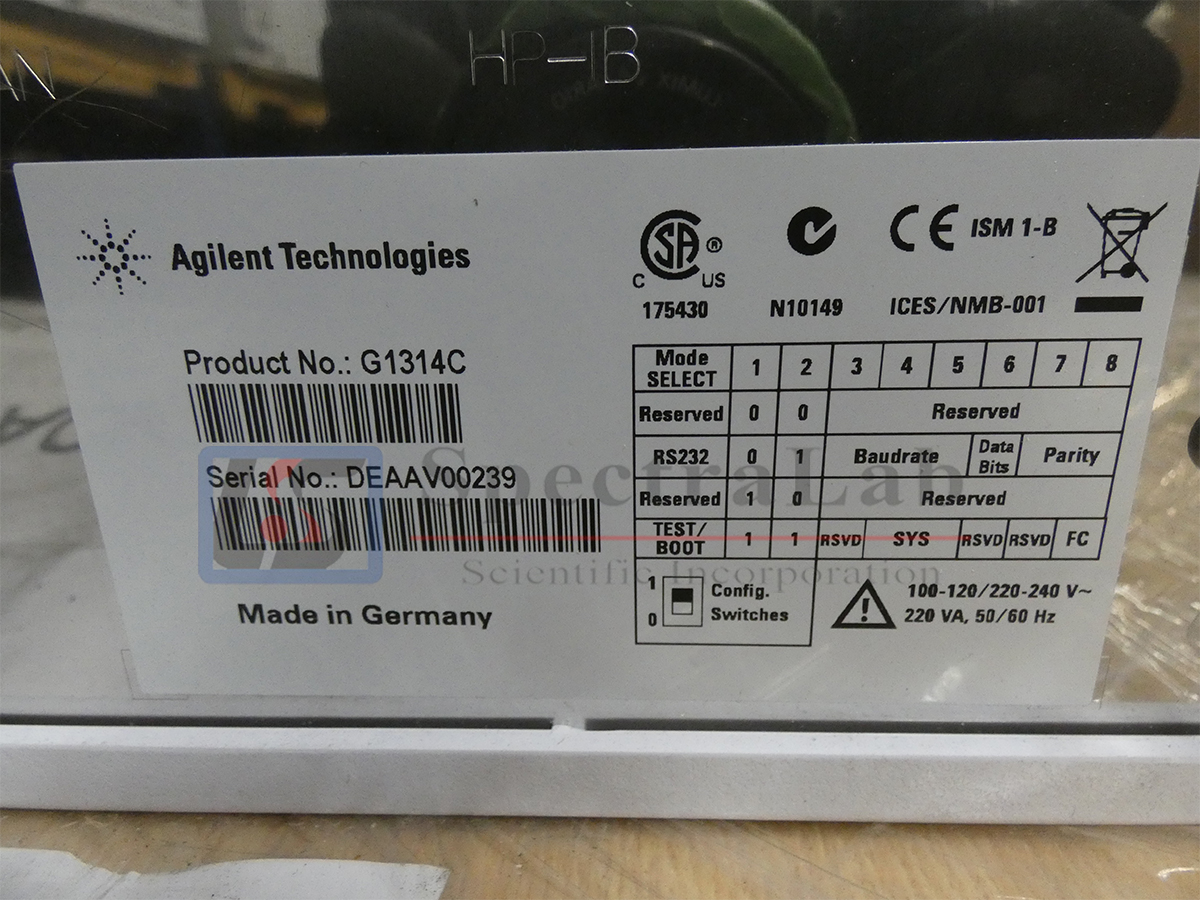 AN
HP-IB
Agilent Technologies
Product No.: G1314C
Serial No.: DEAAV00239
Made in Germany
CSA ®
C US
175430
N10149
CE ISM 1-B
ICES/NMB-001
Mode SELECT 1 2 3 4 5 6 7 8
Reserved 0 0 Reserved
RS232 0 1 Baudrate Data Bits Parity
Reserved 1 0 Reserved
TEST/BOOT 1 1 RSVD SYS RSVD RSVD FC
1
0
Config.
Switches
100-120/220-240 V~
220 VA, 50/60 Hz
SpectraLab
Scientific Incorporation